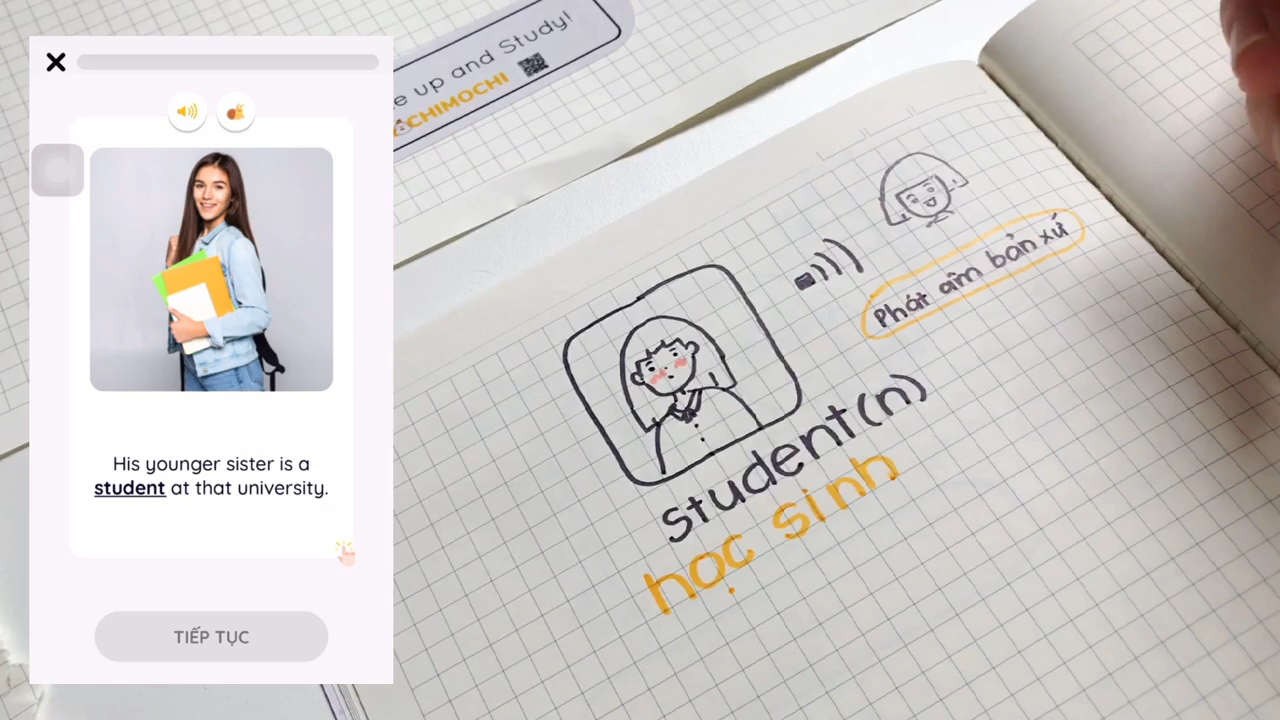 His younger sister is a
student at that university.
TIẾP TỤC
up and Study!
CHIMOCHI
Phát âm bản xứ
student(n)
học sinh